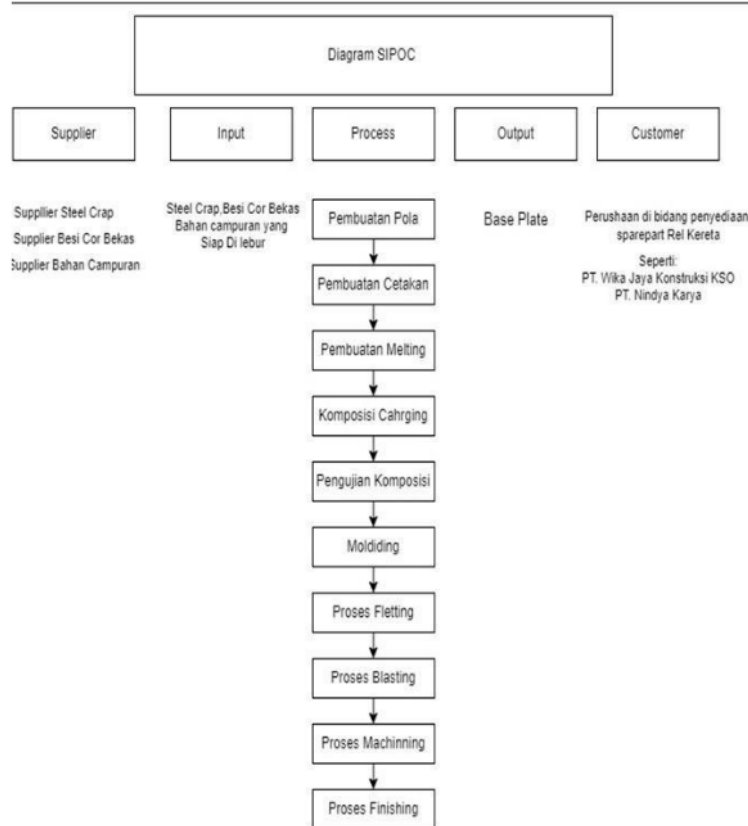 Diagram SIPOC
Supplier
Input
Process
Output
Customer
Suppllier Steel Crap
Supplier Besi Cor Bekas
Supplier Bahan Campuran
Steel Crap,Besi Cor Bekas
Bahan campuran yang
Siap Di lebur
Pembuatan Pola
Pembuatan Cetakan
Pembuatan Melting
Komposisi Cahrging
Pengujian Komposisi
Moldiding
Proses Fletting
Proses Blasting
Proses Machinning
Proses Finishing
Base Plate
Perushaan di bidang penyediaan
sparepart Rel Kereta
Seperti:
PT. Wika Jaya Konstruksi KSO
PT. Nindya Karya